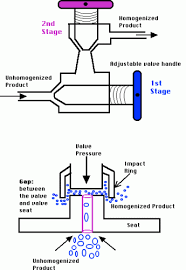 2nd
Stage
Homogenized
Product
Adjustable valve handle
Unhomogenized
Product
1st
Stage
Valve
Pressure
Impact
Ring
Gap:
between
the valve
and valve
seat
Homogenized Product
Seat
Unhomogenized
Product